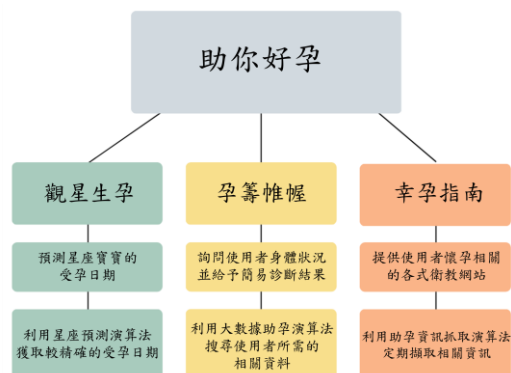 助你好孕
觀星生孕
預測星座寶寶的
受孕日期
利用星座預測演算法
獲取較精確的受孕日期
孕籌帷幄
詢問使用者身體狀況
並給予簡易診斷結果
利用大數據助孕演算法
搜尋使用者所需的
相關資料
幸孕指南
提供使用者懷孕相關
的各式衛教網站
利用助孕資訊抓取演算法
定期擷取相關資訊